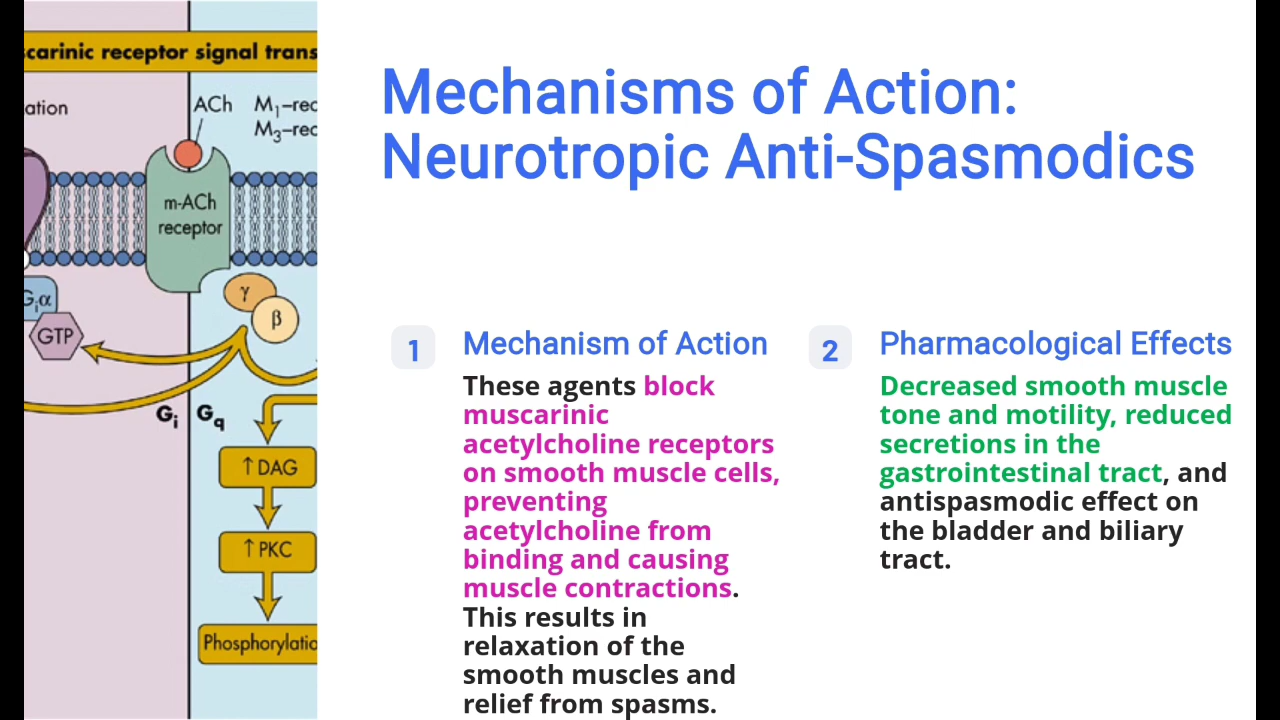 scarinic receptor signal trans
ation
ACh
M1–rec
M3–rec
m-ACh
receptor
γ
β
Giα
GTP
Gi
Gq
↑ DAG
↑ PKC
Phosphorylatio
Mechanisms of Action:
Neurotropic Anti-Spasmodics
1
Mechanism of Action
These agents block
muscarinic
acetylcholine receptors
on smooth muscle cells,
preventing
acetylcholine from
binding and causing
muscle contractions.
This results in
relaxation of the
smooth muscles and
relief from spasms.
2
Pharmacological Effects
Decreased smooth muscle
tone and motility, reduced
secretions in the
gastrointestinal tract, and
antispasmodic effect on
the bladder and biliary
tract.